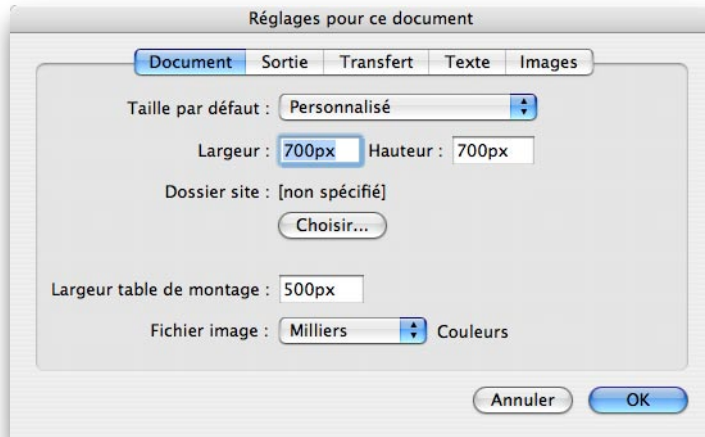 Réglages pour ce document
Document Sortie Transfert Texte Images
Taille par défaut : Personnalisé
Largeur : 700px Hauteur : 700px
Dossier site : [non spécifié]
Choisir...
Largeur table de montage : 500px
Fichier image : Milliers Couleurs
Annuler OK